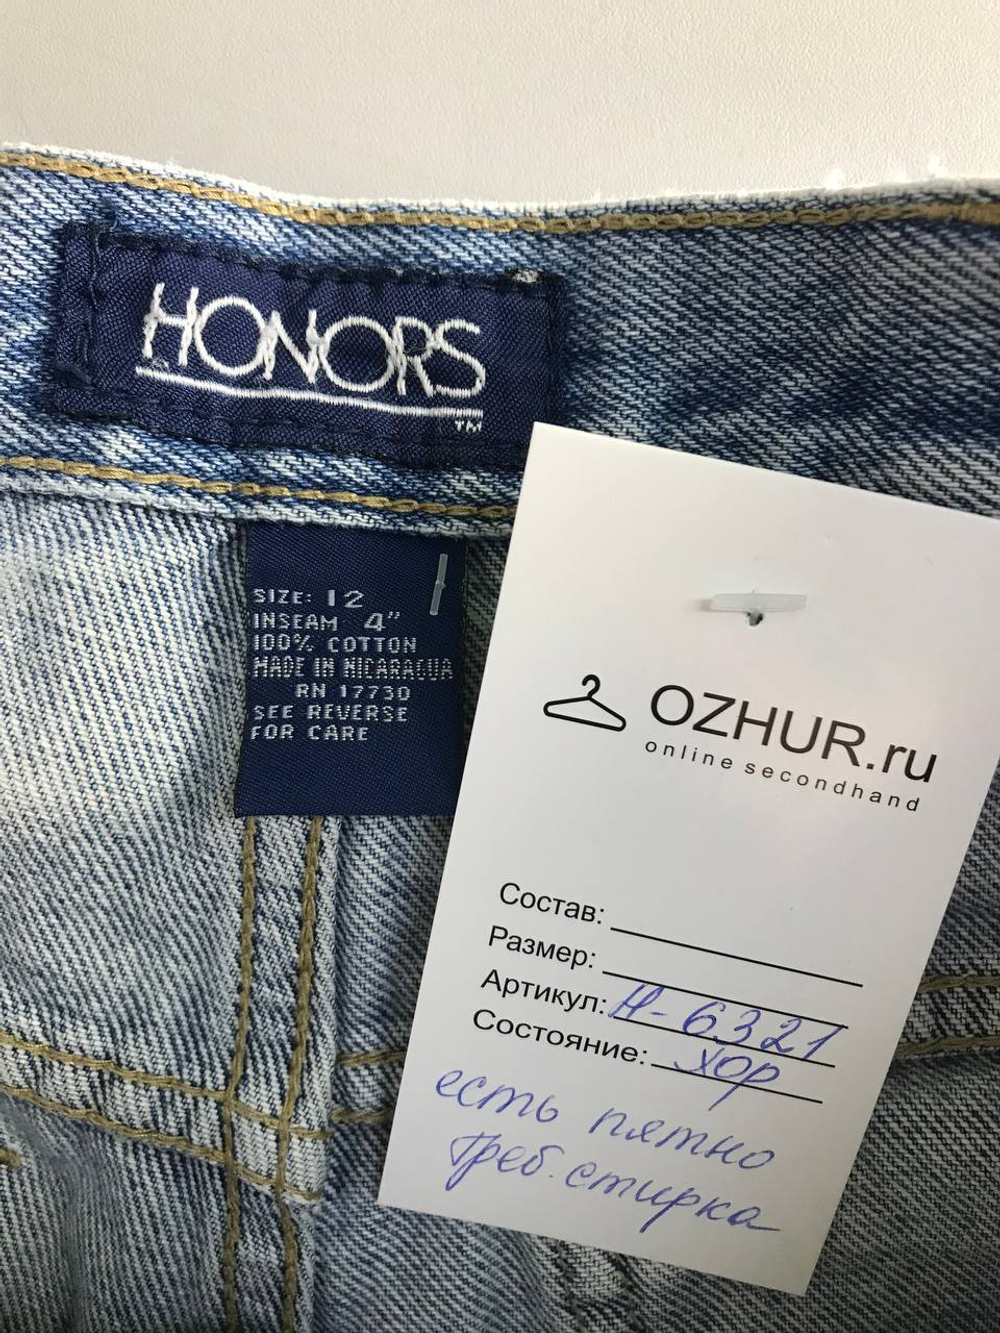 HONORS
TM
SIZE: 12
INSEAM 4"
100% COTTON
MADE IN NICARAGUA
RN 17730
SEE REVERSE
FOR CARE
OZHUR.ru
online secondhand
Состав:
Размер:
Артикул: Н-6321
Состояние: хор
есть пятно
треб. стирка